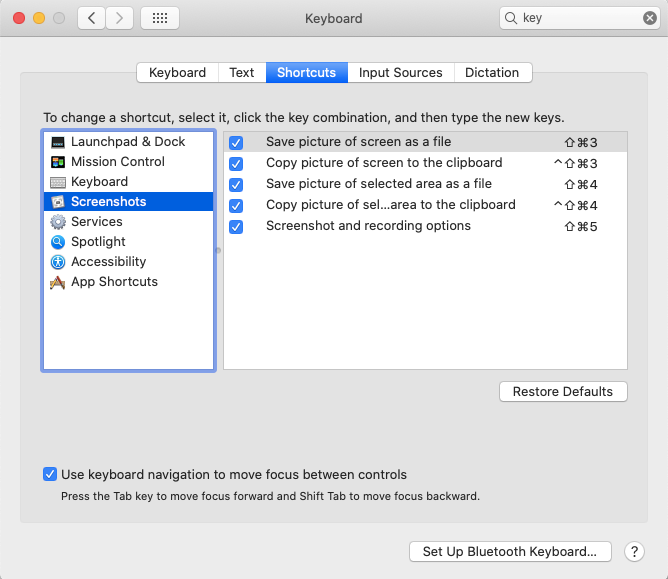 Keyboard
key
Keyboard
Text
Shortcuts
Input Sources
Dictation
To change a shortcut, select it, click the key combination, and then type the new keys.
Launchpad & Dock
Mission Control
Keyboard
Screenshots
Services
Spotlight
Accessibility
App Shortcuts
Save picture of screen as a file ⇧⌘3
Copy picture of screen to the clipboard ^⇧⌘3
Save picture of selected area as a file ⇧⌘4
Copy picture of sel...area to the clipboard ^⇧⌘4
Screenshot and recording options ⇧⌘5
Restore Defaults
Use keyboard navigation to move focus between controls
Press the Tab key to move focus forward and Shift Tab to move focus backward.
Set Up Bluetooth Keyboard...
?